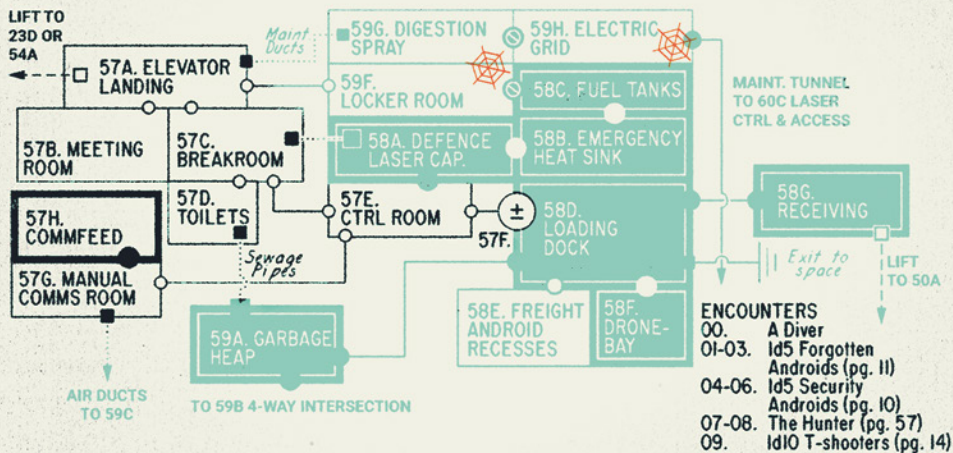 LIFT TO
23D OR
54A
57A. ELEVATOR
LANDING
Maint
Ducts
59G. DIGESTION
SPRAY
59H. ELECTRIC
GRID
59F.
LOCKER ROOM
58C. FUEL TANKS
MAINT. TUNNEL
TO 60C LASER
CTRL & ACCESS
57B. MEETING
ROOM
57C.
BREAKROOM
58A. DEFENCE
LASER CAP.
58B. EMERGENCY
HEAT SINK
57D.
TOILETS
57E.
CTRL ROOM
±
57F.
58D.
LOADING
DOCK
58G.
RECEIVING
57H.
COMMFEED
57G. MANUAL
COMMS ROOM
Sewage
Pipes
Exit to
space
LIFT
TO 50A
59A. GARBAGE
HEAP
58E. FREIGHT
ANDROID
RECESSES
58F.
DRONE-
BAY
AIR DUCTS
TO 59C
TO 59B 4-WAY INTERSECTION
ENCOUNTERS
00. A Diver
01-03. 1d5 Forgotten
Androids (pg. 11)
04-06. 1d5 Security
Androids (pg. 10)
07-08. The Hunter (pg. 57)
09. 1d10 T-shooters (pg. 14)